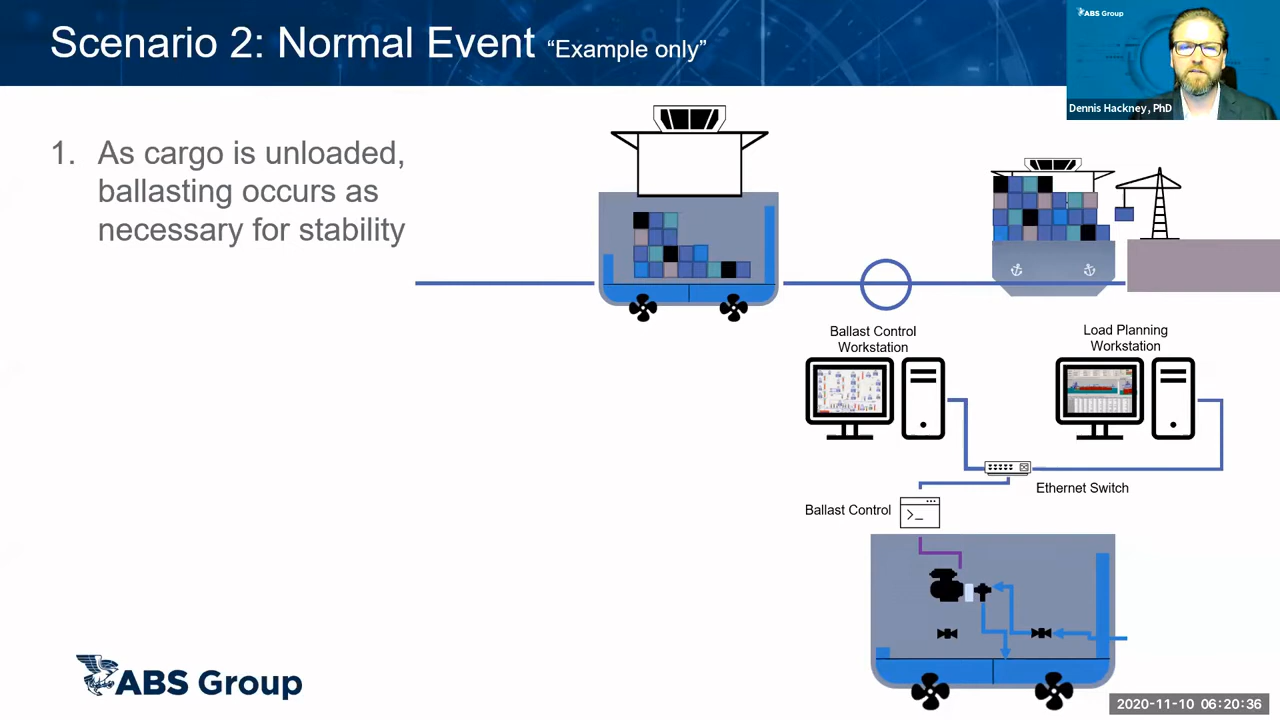 Scenario 2: Normal Event “Example only”
ABS Group
Dennis Hackney, PhD
1. As cargo is unloaded,
ballasting occurs as
necessary for stability
Ballast Control
Workstation
Load Planning
Workstation
Ethernet Switch
Ballast Control
>_
ABS Group
2020-11-10 06:20:36